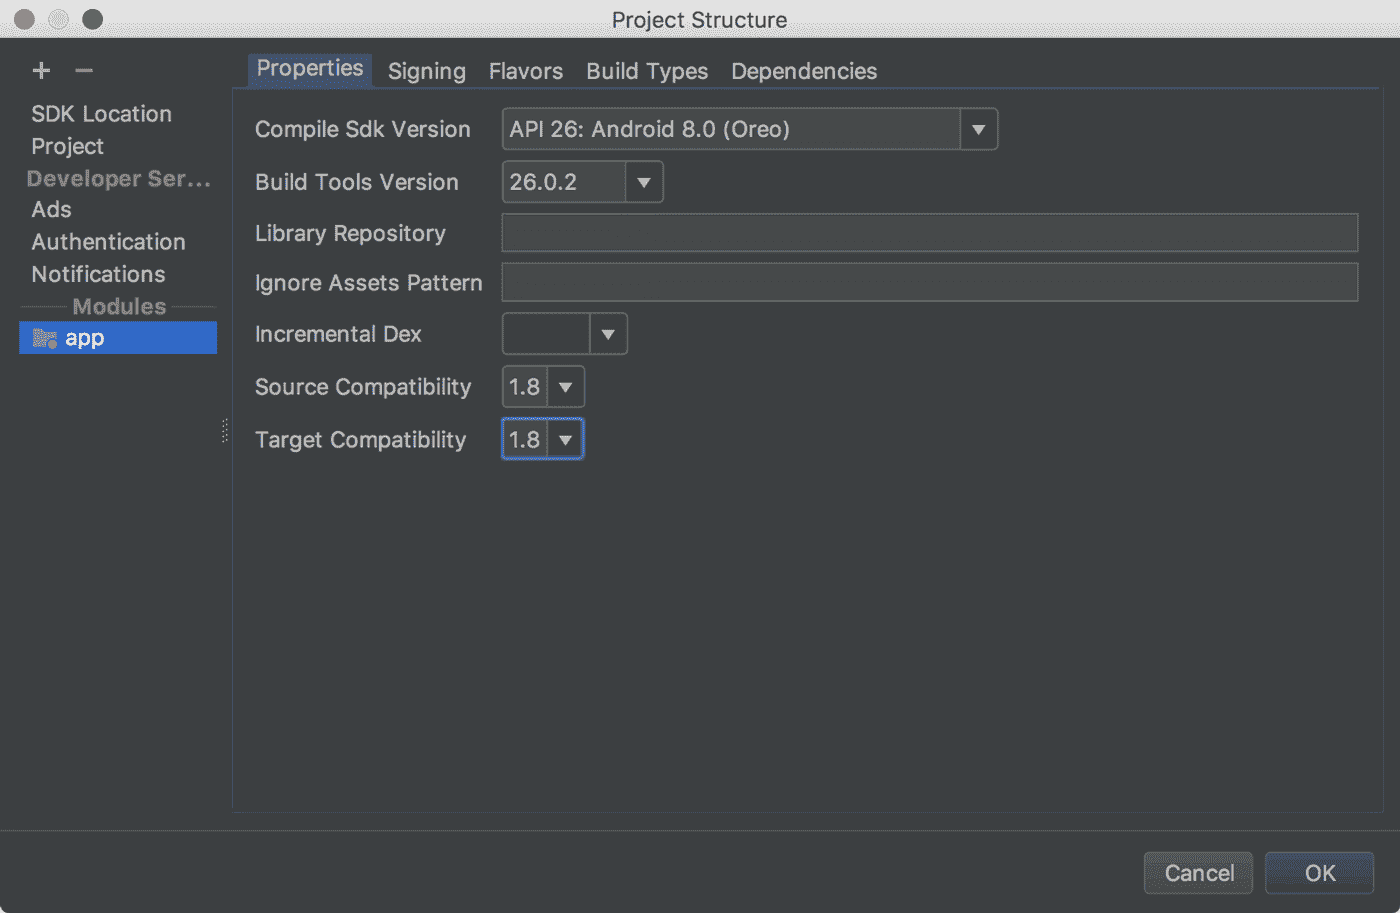 Project Structure
SDK Location
Project
Developer Ser...
Ads
Authentication
Notifications
Modules
app
Properties Signing Flavors Build Types Dependencies
Compile Sdk Version API 26: Android 8.0 (Oreo)
Build Tools Version 26.0.2
Library Repository
Ignore Assets Pattern
Incremental Dex
Source Compatibility 1.8
Target Compatibility 1.8
Cancel OK